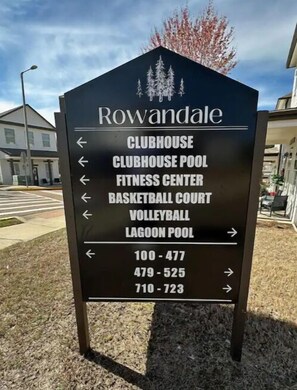 Rowandale
← CLUBHOUSE
← CLUBHOUSE POOL
← FITNESS CENTER
← BASKETBALL COURT
← VOLLEYBALL
LAGOON POOL →
← 100 - 477
479 - 525 →
710 - 723 →